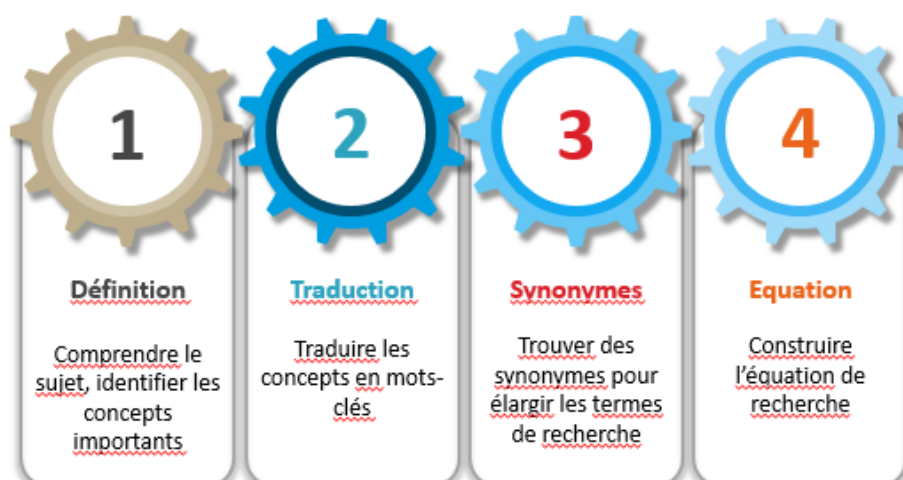 1
Définition
Comprendre le
sujet, identifier les
concepts
importants
2
Traduction
Traduire les
concepts en mots-
clés
3
Synonymes
Trouver des
synonymes pour
élargir les termes
de recherche
4
Equation
Construire
l'équation de
recherche